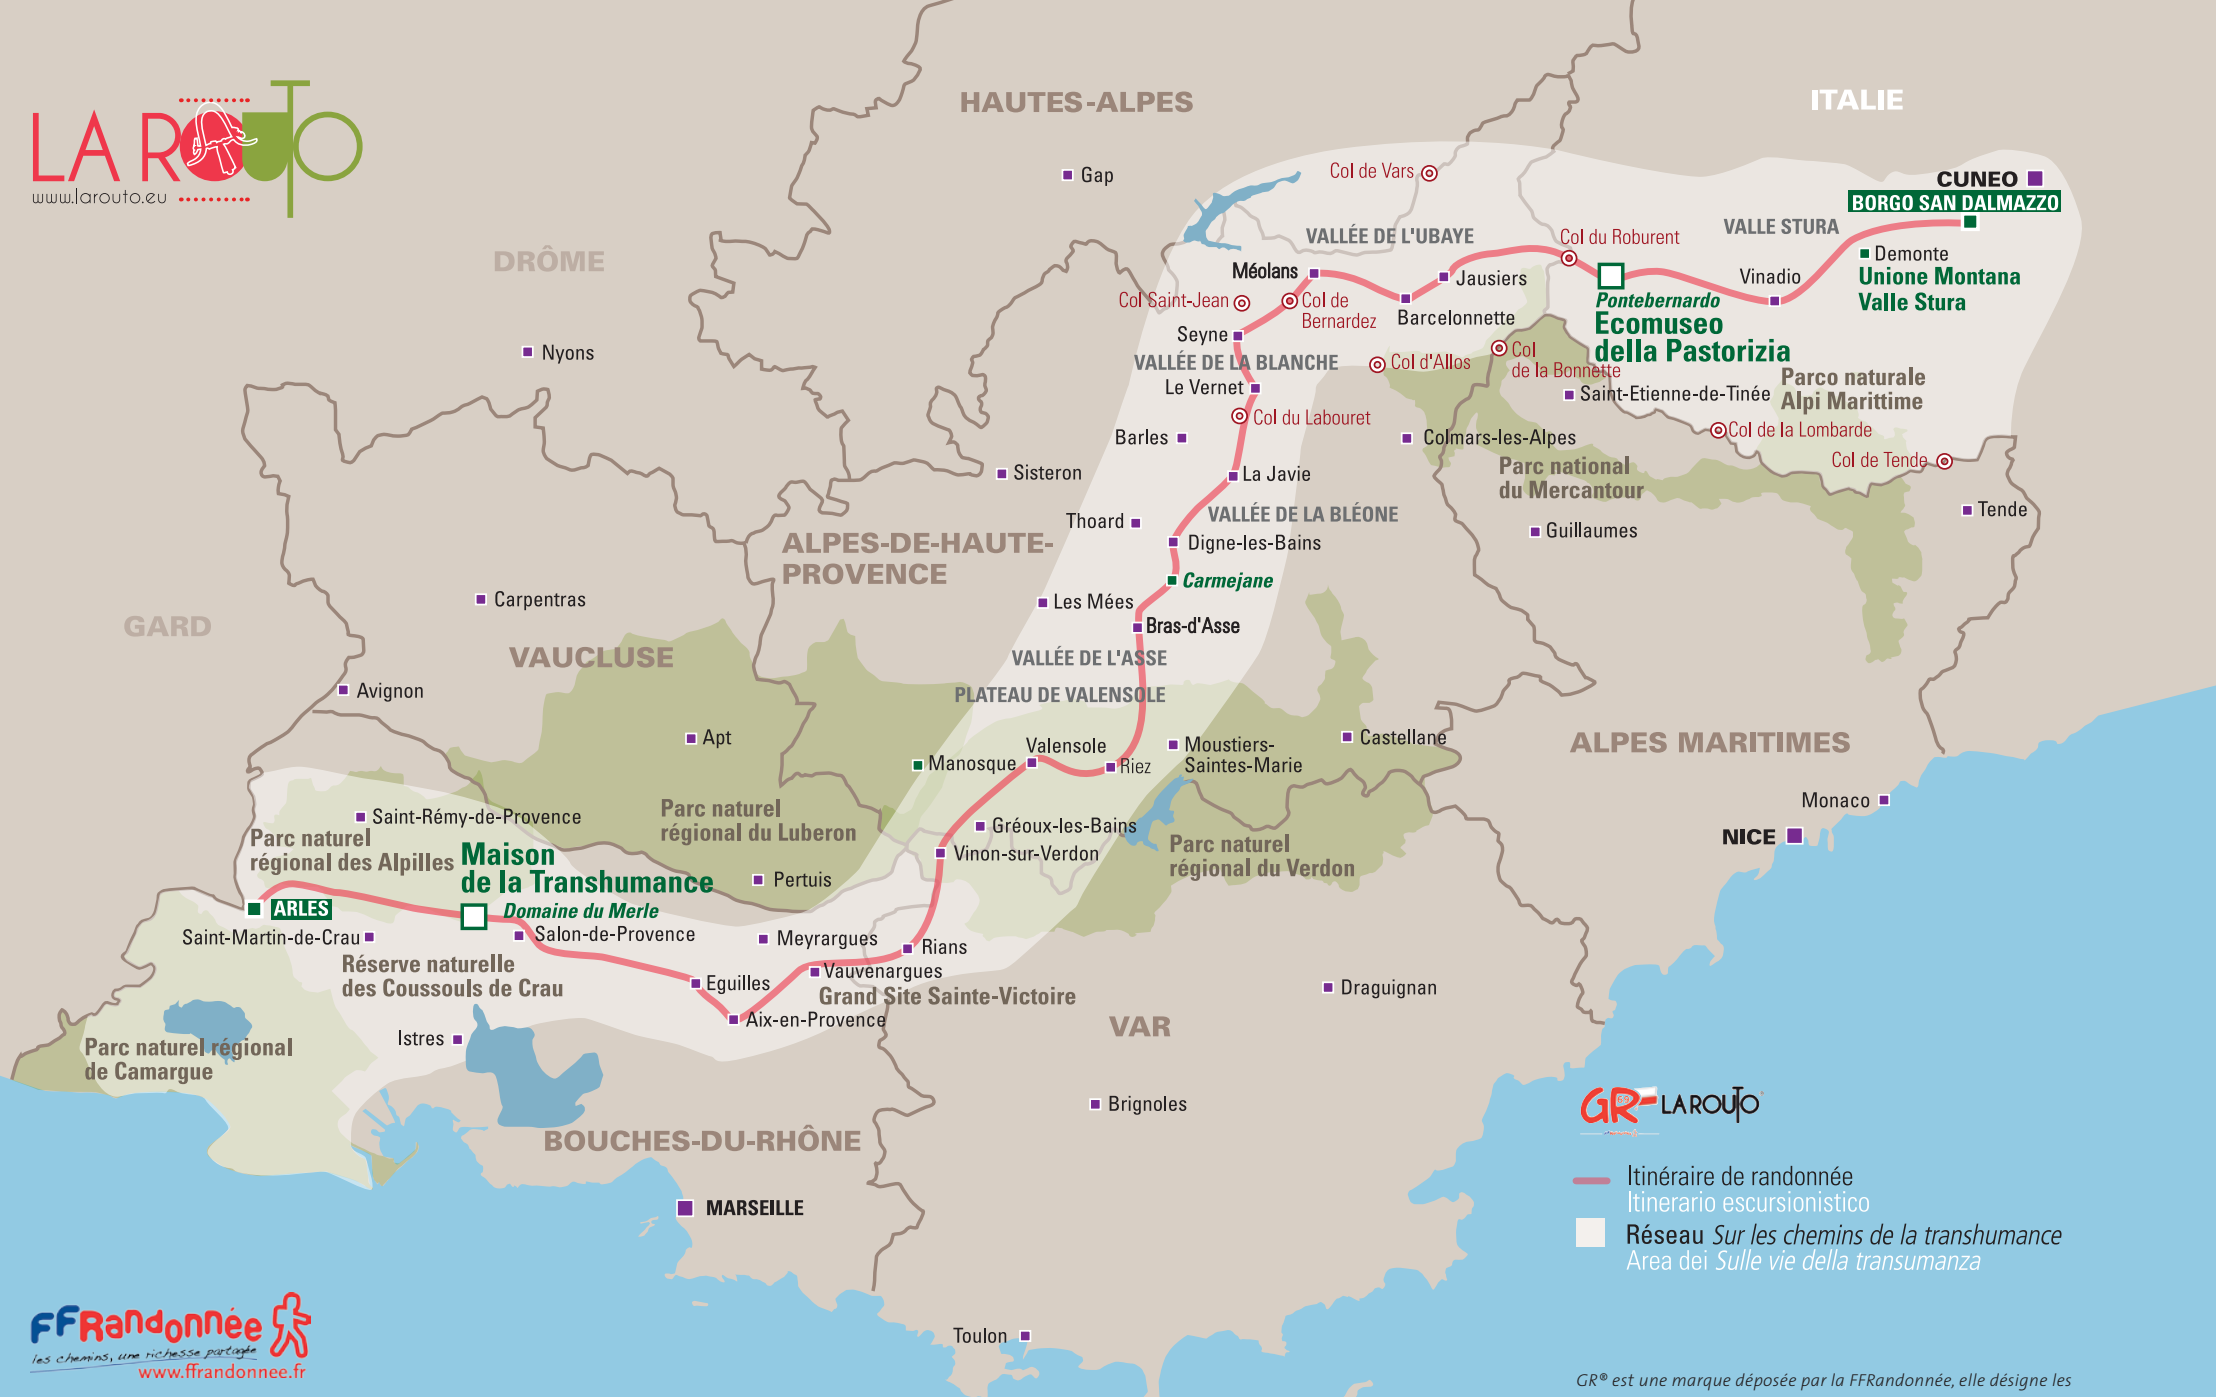 LA ROUTO
www.larouto.eu
HAUTES-ALPES
ITALIE
Gap
Col de Vars
CUNEO
BORGO SAN DALMAZZO
DRÔME
VALLÉE DE L'UBAYE
Col du Roburent
VALLE STURA
Demonte
Unione Montana
Valle Stura
Méolans
Jausiers
Vinadio
Col Saint-Jean
Col de
Bernardez
Barcelonnette
Pontebernardo
Ecomuseo
della Pastorizia
Seyne
Nyons
VALLÉE DE LA BLANCHE
Col d'Allos
Col
de la Bonnette
Le Vernet
Saint-Etienne-de-Tinée
Parco naturale
Alpi Marittime
Col du Labouret
Barles
Colmars-les-Alpes
Col de la Lombarde
Col de Tende
Sisteron
La Javie
Parc national
du Mercantour
Thoard
VALLÉE DE LA BLÉONE
Tende
Guillaumes
ALPES-DE-HAUTE-
PROVENCE
Digne-les-Bains
Carmejane
Carpentras
Les Mées
GARD
Bras-d'Asse
VAUCLUSE
VALLÉE DE L'ASSE
Avignon
PLATEAU DE VALENSOLE
Apt
Valensole
Moustiers-
Saintes-Marie
Castellane
ALPES MARITIMES
Manosque
Riez
Monaco
NICE
Saint-Rémy-de-Provence
Parc naturel
régional des Alpilles
Parc naturel
régional du Luberon
Gréoux-les-Bains
Vinon-sur-Verdon
Parc naturel
régional du Verdon
Maison
de la Transhumance
Domaine du Merle
Pertuis
ARLES
Saint-Martin-de-Crau
Salon-de-Provence
Meyrargues
Rians
Réserve naturelle
des Coussouls de Crau
Eguilles
Vauvenargues
Grand Site Sainte-Victoire
Draguignan
Aix-en-Provence
VAR
Istres
Parc naturel régional
de Camargue
Brignoles
BOUCHES-DU-RHÔNE
MARSEILLE
Toulon
GR 69 LA ROUTO
Itinéraire de randonnée
Itinerario escursionistico
Réseau Sur les chemins de la transhumance
Area dei Sulle vie della transumanza
FFRandonnée
les chemins, une richesse partagée
www.ffrandonnee.fr
GR® est une marque déposée par la FFRandonnée, elle désigne les